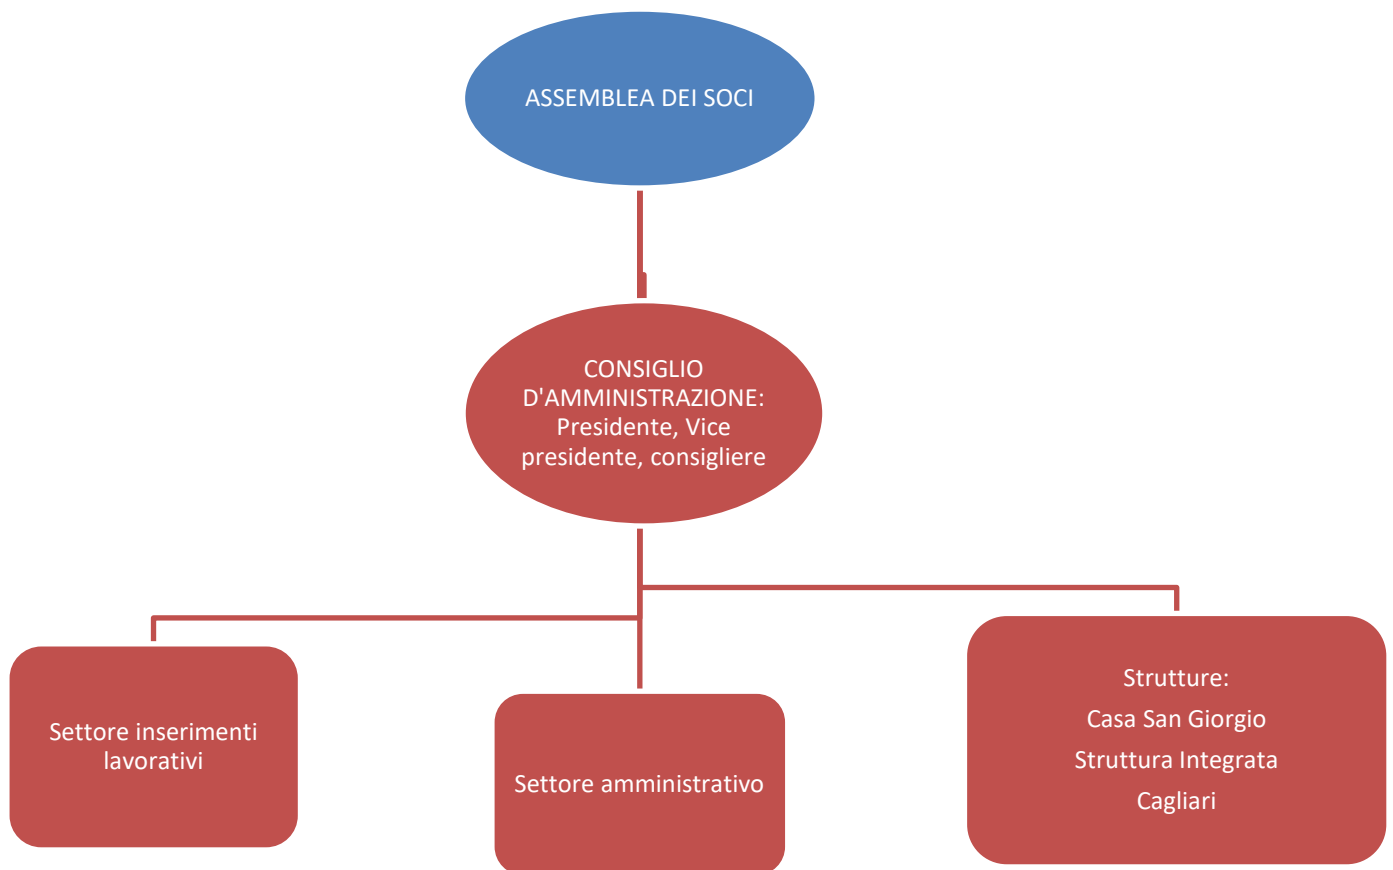 ASSEMBLEA DEI SOCI
CONSIGLIO
D'AMMINISTRAZIONE:
Presidente, Vice
presidente, consigliere
Settore inserimenti
lavorativi
Settore amministrativo
Strutture:
Casa San Giorgio
Struttura Integrata
Cagliari